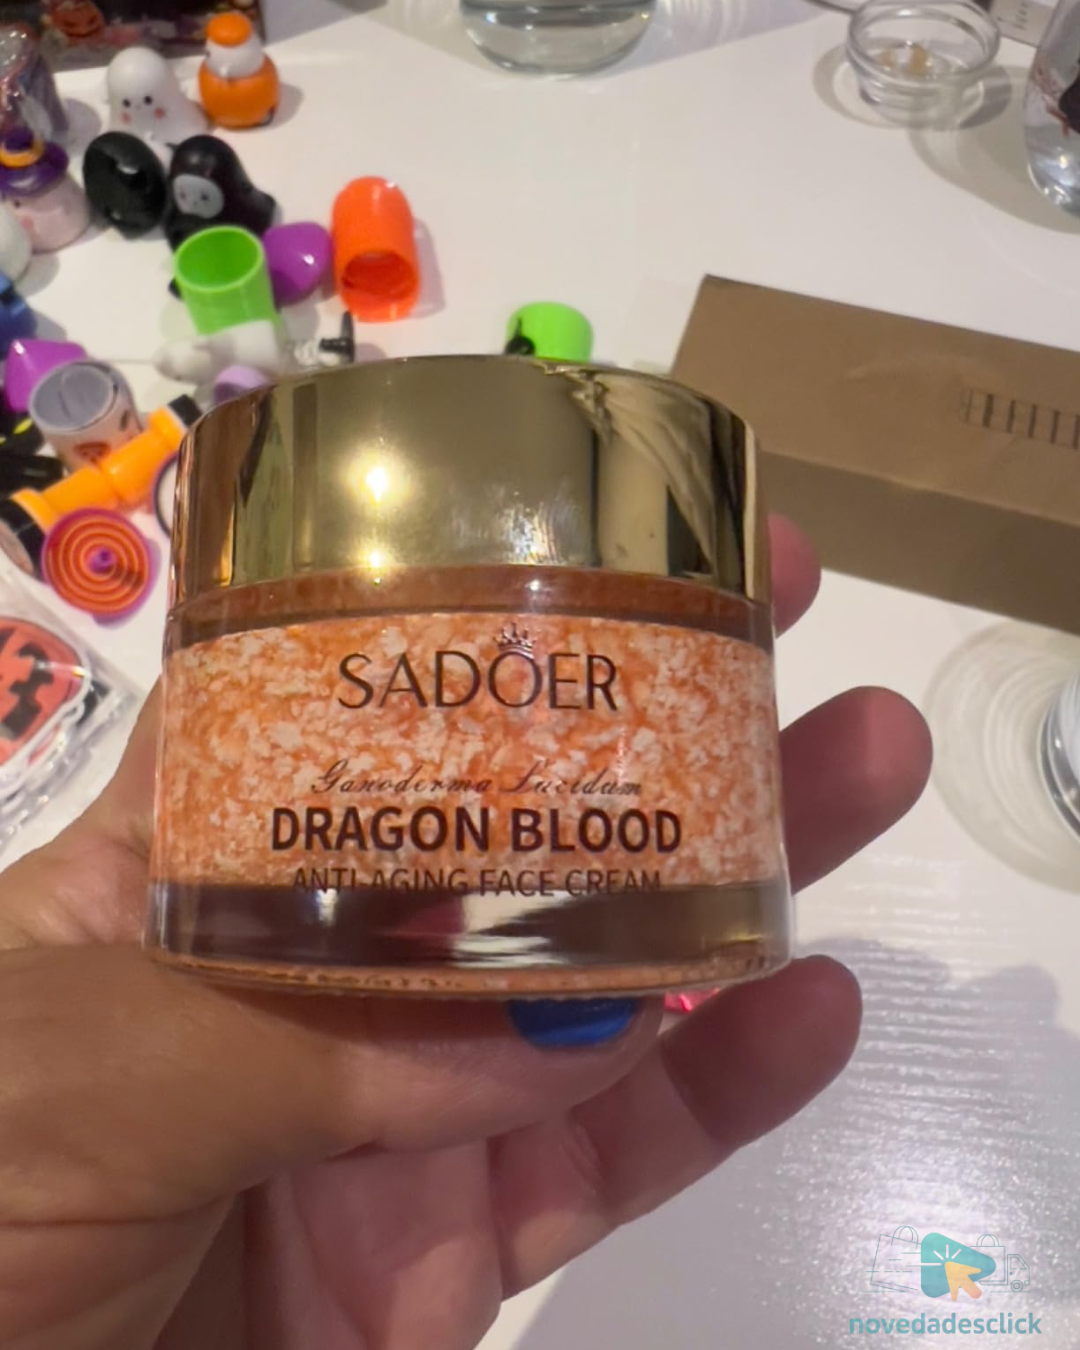 SADOER
Ganoderma Lucidum
DRAGON BLOOD
ANTI-AGING FACE CREAM
novedadesclick